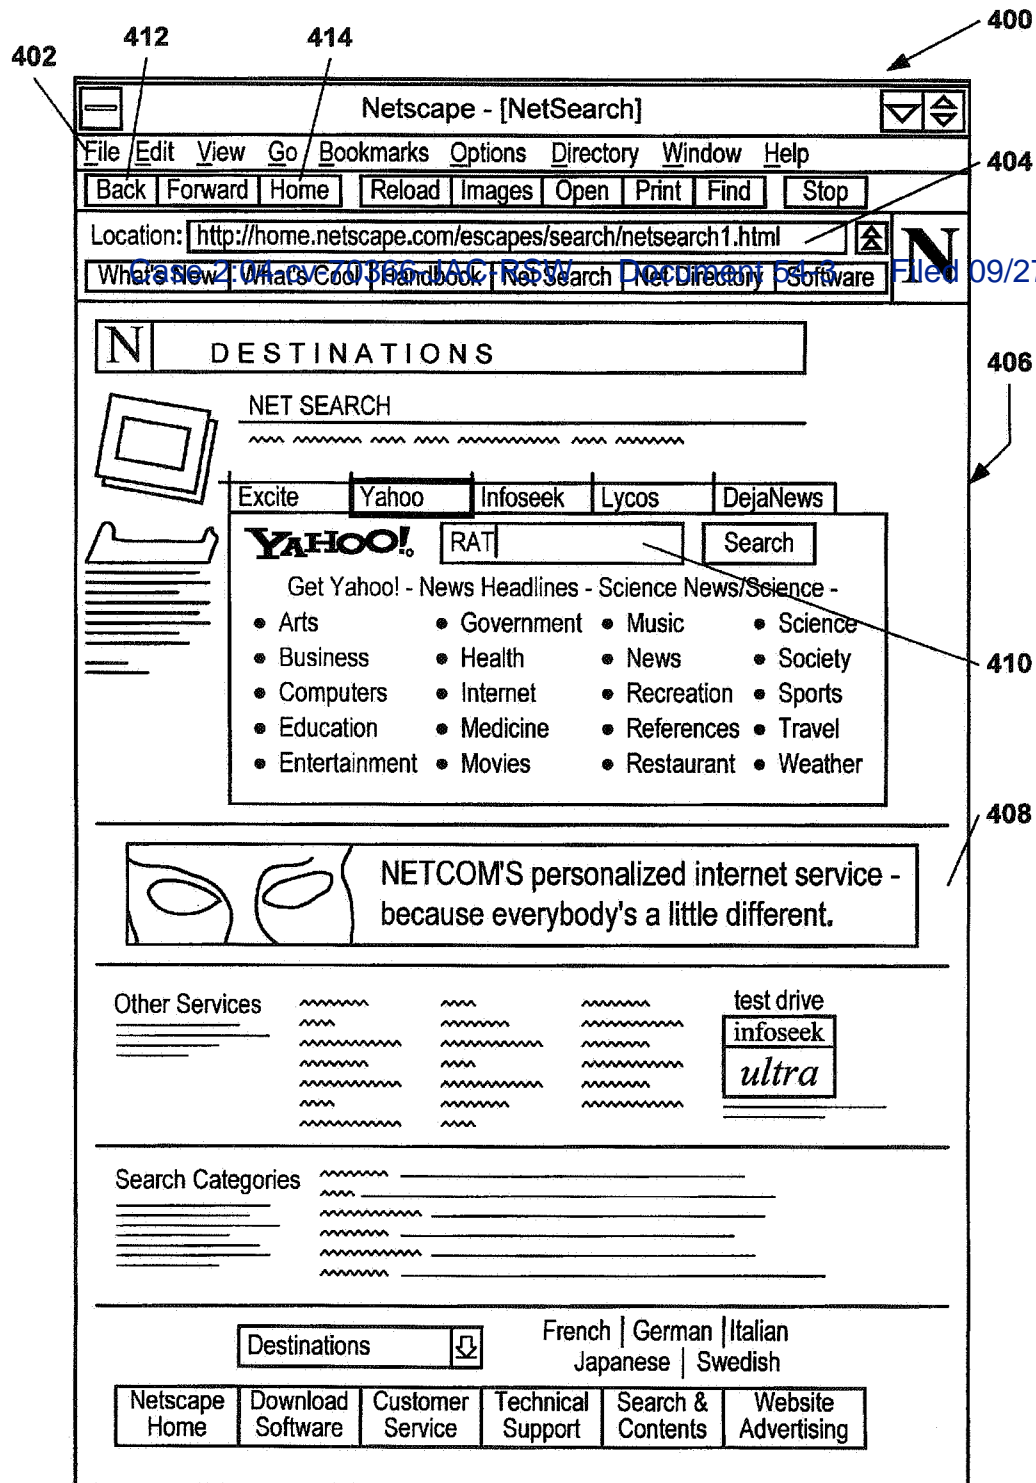 400
412 414
402
Netscape - [NetSearch]
File Edit View Go Bookmarks Options Directory Window Help
404
Back Forward Home Reload Images Open Print Find Stop
Location: http://home.netscape.com/escapes/search/netsearch1.html N
What's New What's Cool Handbook Net Search Net Directory Software
Case 2:04-cv-70366-JAC-RSW Document 54-3 Filed 09/27
N DESTINATIONS
406
NET SEARCH
Excite Yahoo Infoseek Lycos DejaNews
YAHOO! RAT Search
Get Yahoo! - News Headlines - Science News/Science -
• Arts • Government • Music • Science
• Business • Health • News • Society
410
• Computers • Internet • Recreation • Sports
• Education • Medicine • References • Travel
• Entertainment • Movies • Restaurant • Weather
408
NETCOM'S personalized internet service -
because everybody's a little different.
Other Services
test drive
infoseek
ultra
Search Categories
Destinations
French | German | Italian
Japanese | Swedish
Netscape Home Download Software Customer Service Technical Support Search & Contents Website Advertising